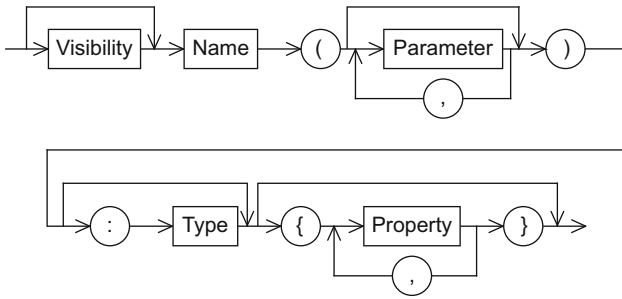 Visibility Name ( Parameter )
,
: Type { Property }
,